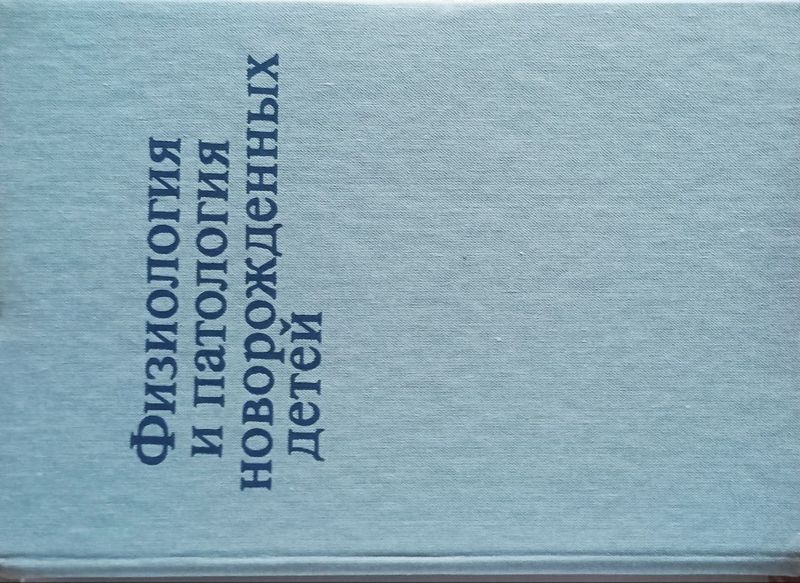 Физиология
и патология
новорожденных
детей